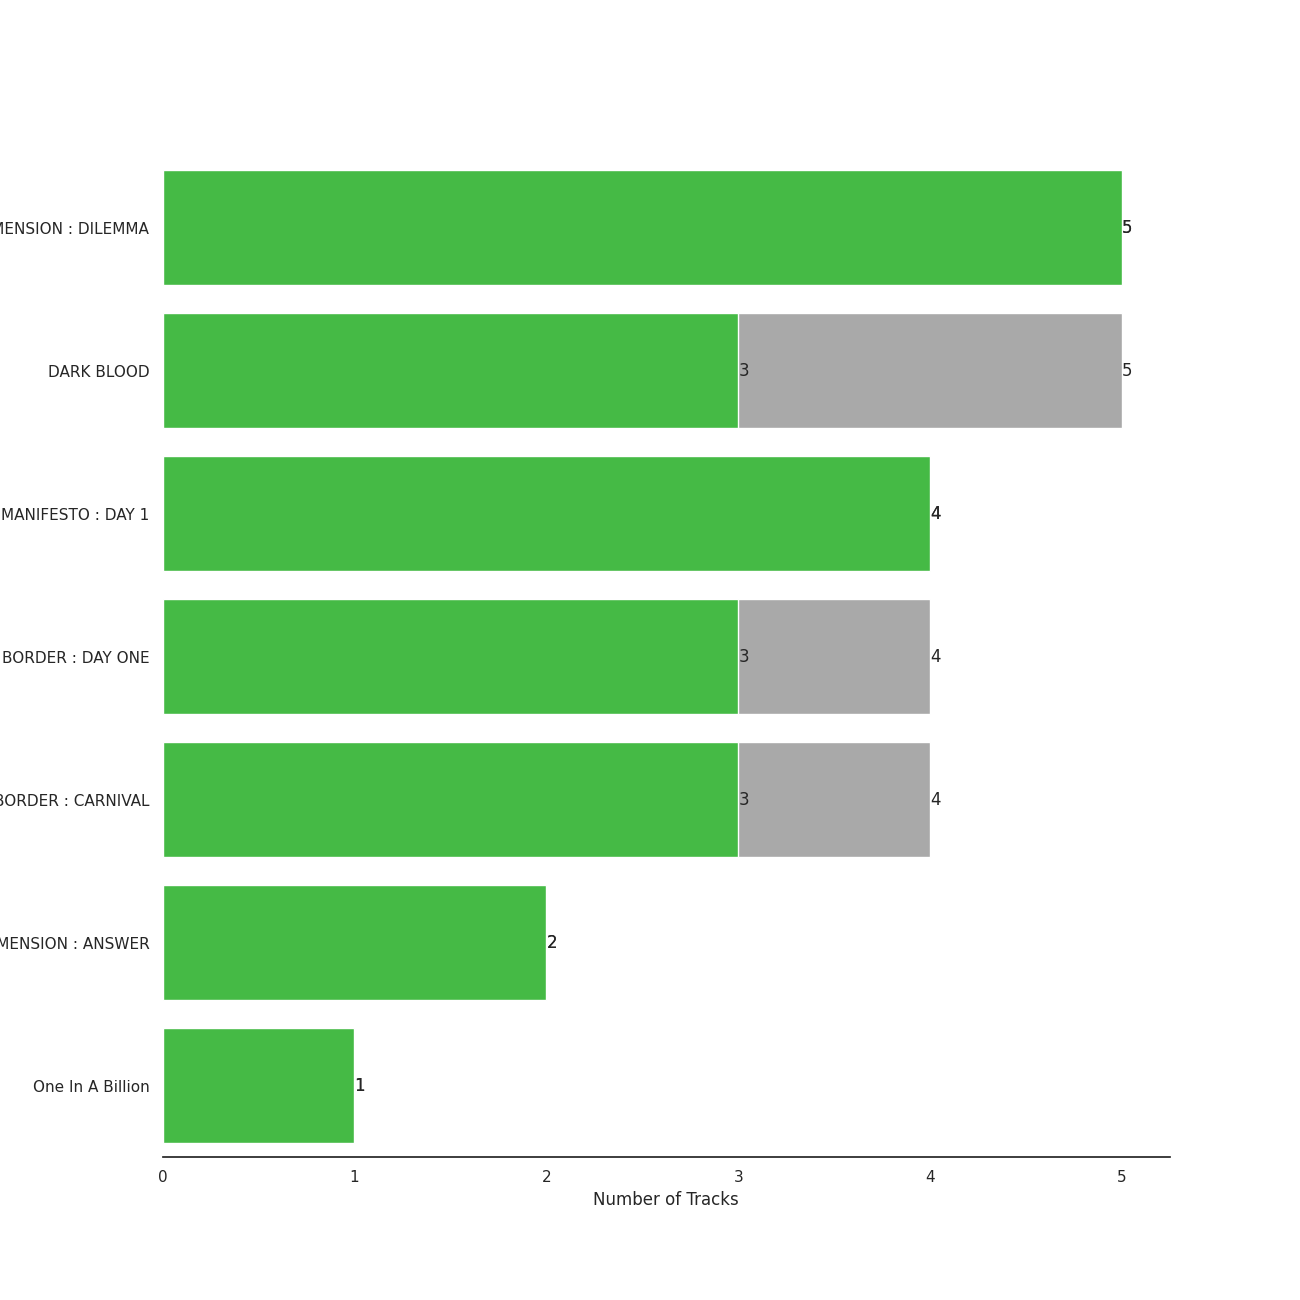 MENSION : DILEMMA 5
DARK BLOOD 3 5
MANIFESTO : DAY 1 4
BORDER : DAY ONE 3 4
BORDER : CARNIVAL 3 4
MENSION : ANSWER 2
One In A Billion 1
0 1 2 3 4 5
Number of Tracks